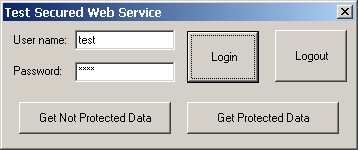 Test Secured Web Service
User name: test
Login
Logout
Password: ****
Get Not Protected Data
Get Protected Data